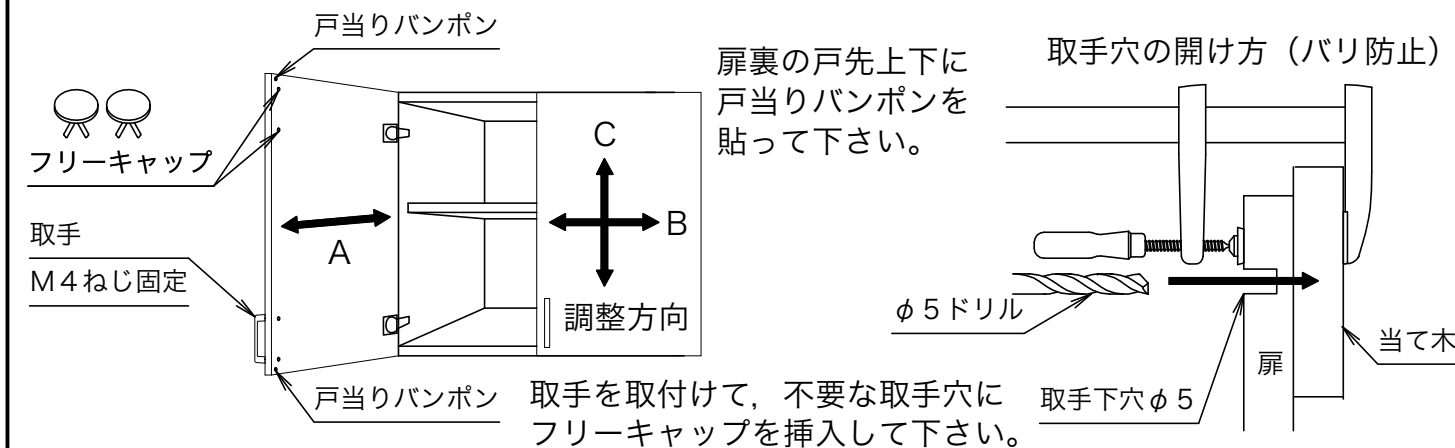 戸当りバンポン
フリーキャップ
取手
M4ねじ固定
A
戸当りバンポン
C
B
調整方向
扉裏の戸先上下に
戸当りバンポンを
貼って下さい。
取手を取付けて，不要な取手穴に
フリーキャップを挿入して下さい。
取手穴の開け方（バリ防止）
φ5ドリル
取手下穴φ5
扉
当て木